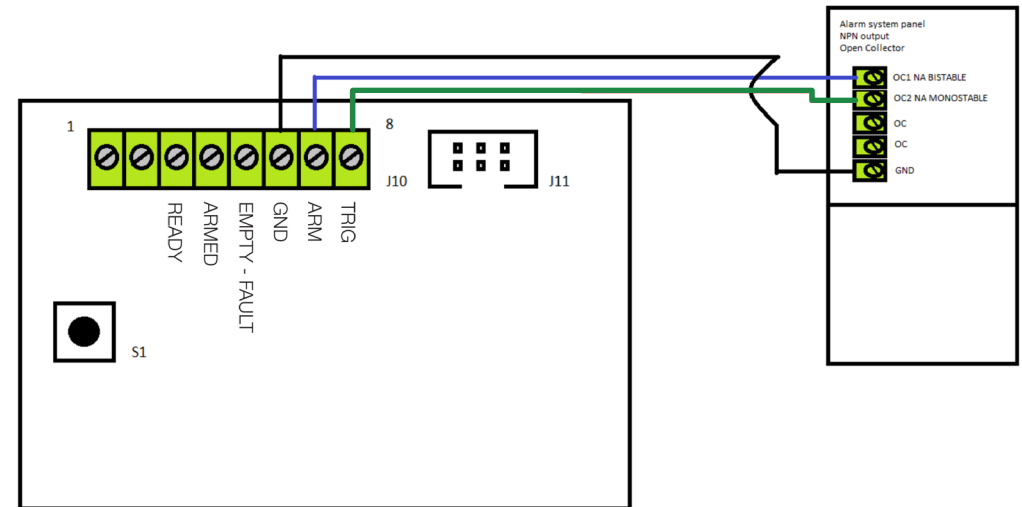 Alarm system panel
NPN output
Open Collector
OC1 NA BISTABLE
OC2 NA MONOSTABLE
OC
OC
GND
1
8
J10
J11
READY
ARMED
EMPTY - FAULT
GND
ARM
TRIG
S1